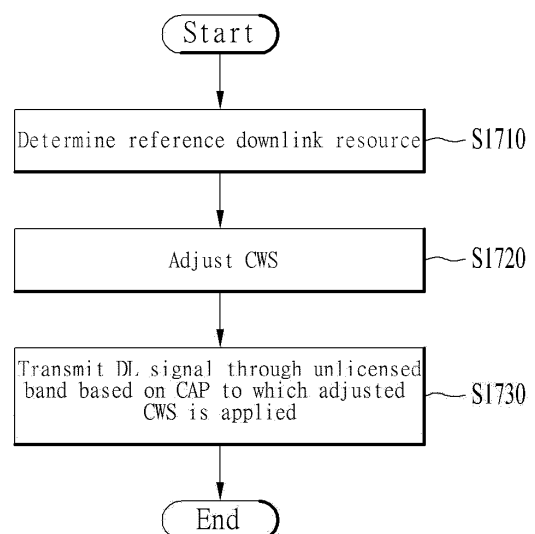 Start
Determine reference downlink resource
S1710
Adjust CWS
S1720
Transmit DL signal through unlicensed
band based on CAP to which adjusted
CWS is applied
S1730
End